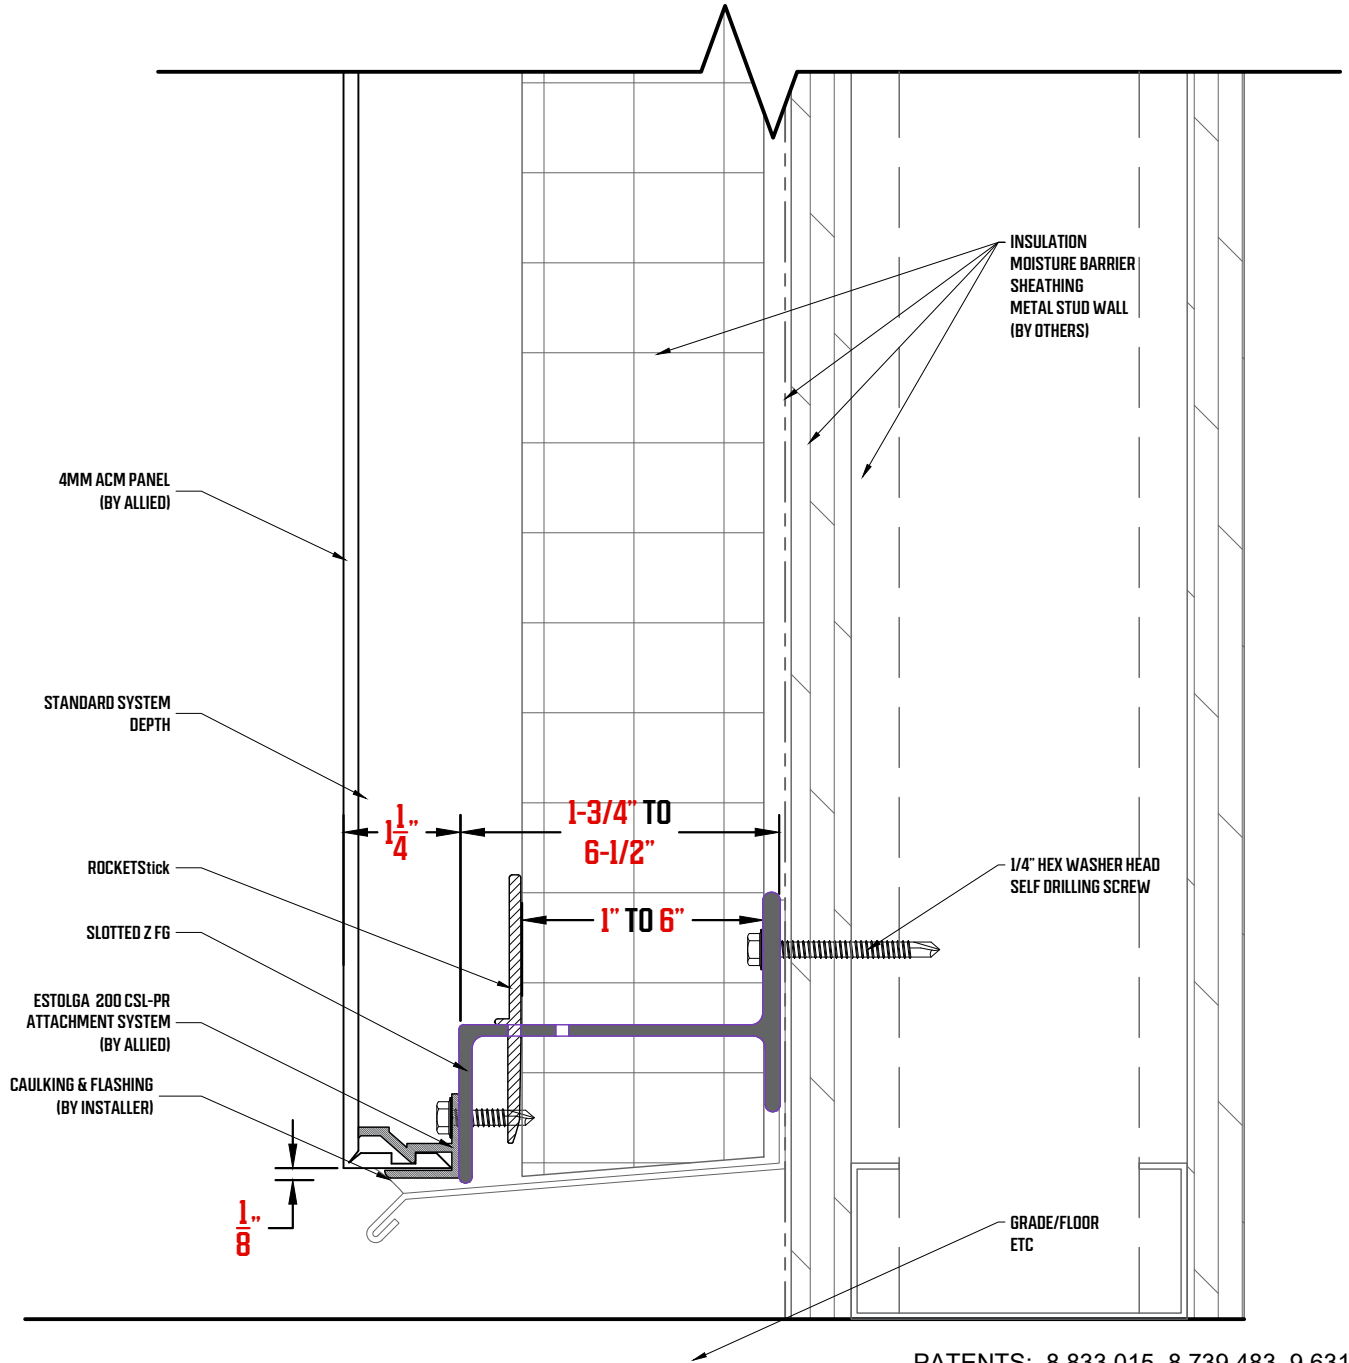 INSULATION
MOISTURE BARRIER
SHEATHING
METAL STUD WALL
(BY OTHERS)
4MM ACM PANEL
(BY ALLIED)
STANDARD SYSTEM
DEPTH
1 1/4"
1-3/4" TO
6-1/2"
ROCKETStick
1/4" HEX WASHER HEAD
SELF DRILLING SCREW
1" TO 6"
SLOTTED Z FG
ESTOLGA 200 CSL-PR
ATTACHMENT SYSTEM
(BY ALLIED)
CAULKING & FLASHING
(BY INSTALLER)
1/8"
GRADE/FLOOR
ETC
PATENTS: 8,833,015, 8,739,483, 9,631